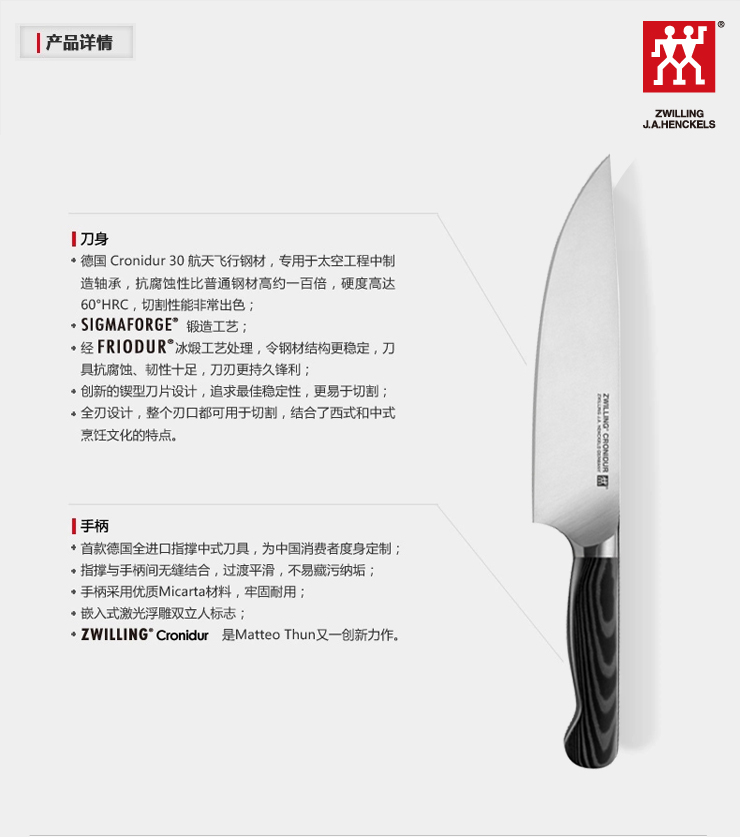 产品详情
®
ZWILLING
J.A.HENCKELS
刀身
德国 Cronidur 30 航天飞行钢材，专用于太空工程中制
造轴承，抗腐蚀性比普通钢材高约一百倍，硬度高达
60°HRC，切割性能非常出色；
SIGMAFORGE® 锻造工艺；
经 FRIODUR®冰煅工艺处理，令钢材结构更稳定，刀
具抗腐蚀、韧性十足，刀刃更持久锋利；
创新的锲型刀片设计，追求最佳稳定性，更易于切割；
全刃设计，整个刃口都可用于切割，结合了西式和中式
烹饪文化的特点。
ZWILLING® CRONIDUR
ZWILLING J.A. HENCKELS GERMANY
手柄
首款德国全进口指撑中式刀具，为中国消费者度身定制；
指撑与手柄间无缝结合，过渡平滑，不易藏污纳垢；
手柄采用优质Micarta材料，牢固耐用；
嵌入式激光浮雕双立人标志；
ZWILLING® Cronidur 是Matteo Thun又一创新力作。